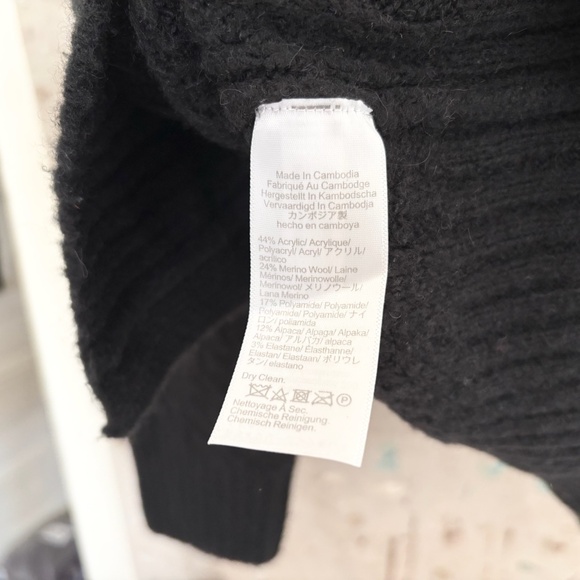 Made In Cambodia
Fabriqué Au Cambodge
Hergestellt In Kambodscha
Vervaardigd In Cambodja
カンボジア製
hecho en camboya
44% Acrylic/ Acrylique/
Polyacryl/ Acryl/ アクリル/
acrílico
24% Merino Wool/ Laine
Mérinos/ Merinowolle/
Merinowol/ メリノウール/
Lana Merino
17% Polyamide/ Polyamide/
Polyamide/ Polyamide/ ナイ
ロン/ poliamida
12% Alpaca/ Alpaga/ Alpaka/
Alpaca/ アルパカ/ alpaca
3% Elastane/ Élasthanne/
Elastan/ Elastaan/ ポリウレ
タン/ elastano
Dry Clean.
P
Nettoyage À Sec.
Chemische Reinigung.
Chemisch Reinigen.